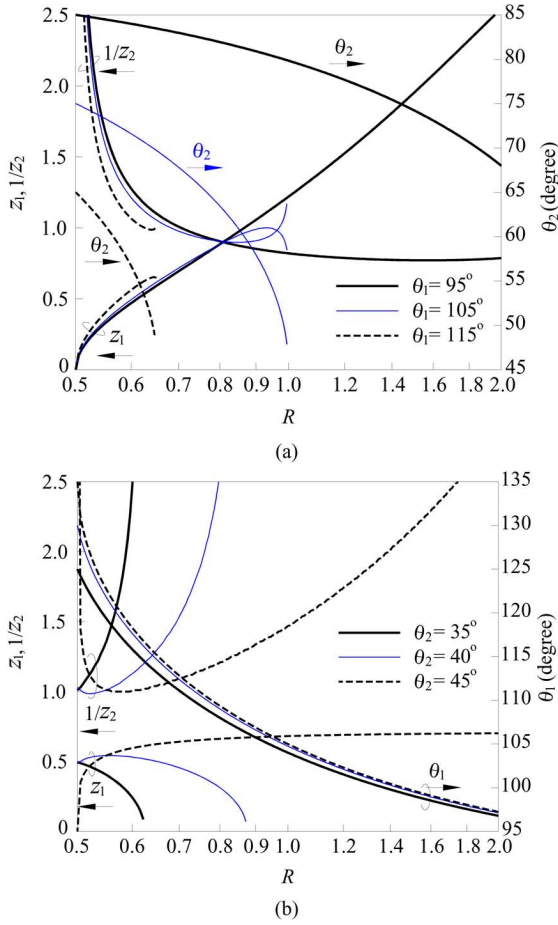 2.5
2.0
1.5
1.0
0.5
0
z₁, 1/z₂
85
80
75
70
65
60
55
50
45
θ₂ (degree)
1/z₂
θ₂
θ₂
θ₂
z₁
θ₁= 95°
θ₁= 105°
θ₁= 115°
0.5 0.6 0.7 0.8 0.9 1.0 1.2 1.4 1.6 1.8 2.0
R
(a)
2.5
2.0
1.5
1.0
0.5
0
z₁, 1/z₂
135
130
120
110
100
95
θ₁ (degree)
θ₂= 35°
θ₂= 40°
θ₂= 45°
1/z₂
z₁
θ₁
0.5 0.6 0.7 0.8 0.9 1.0 1.2 1.4 1.6 1.8 2.0
R
(b)